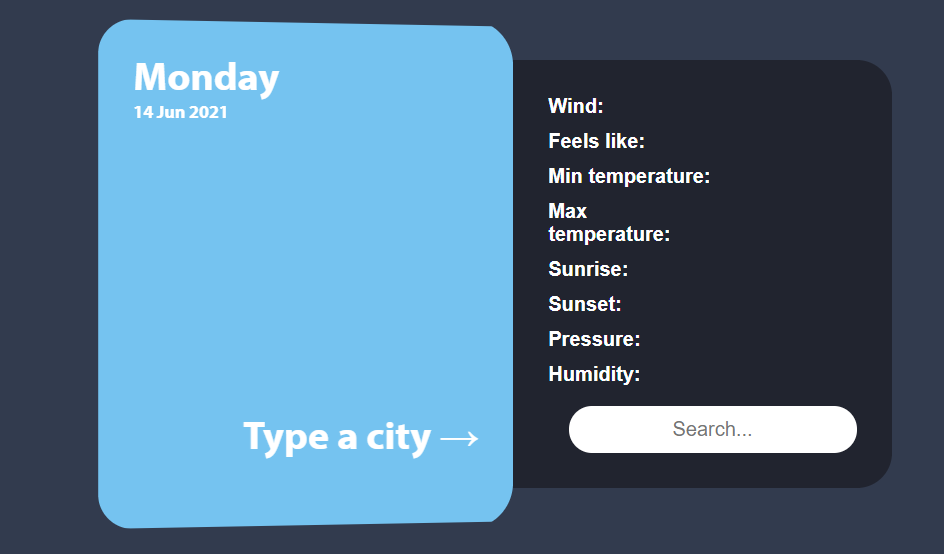 Monday
14 Jun 2021
Type a city →
Wind:
Feels like:
Min temperature:
Max
temperature:
Sunrise:
Sunset:
Pressure:
Humidity:
Search...